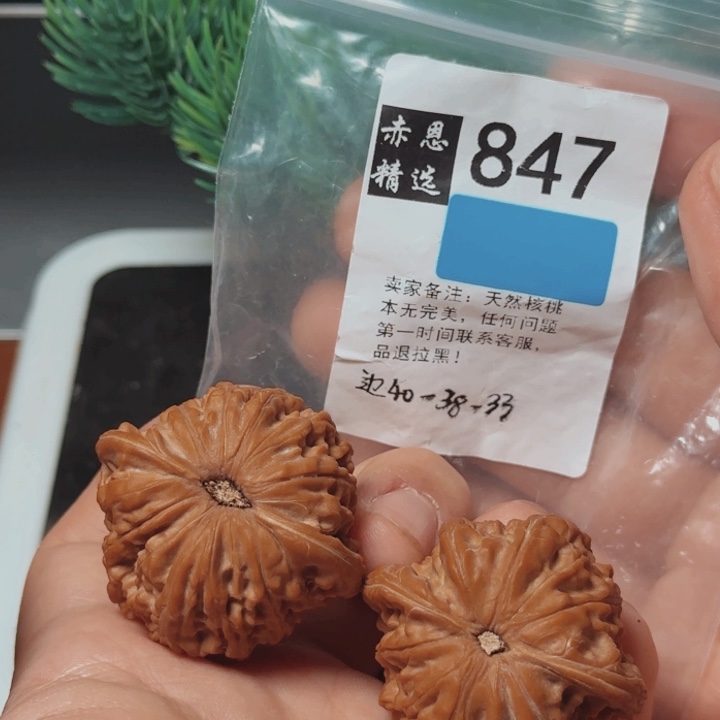 赤恩
精选
847
卖家备注：天然核桃
本无完美，任何问题
第一时间联系客服，
品退拉黑！
边40-38-33